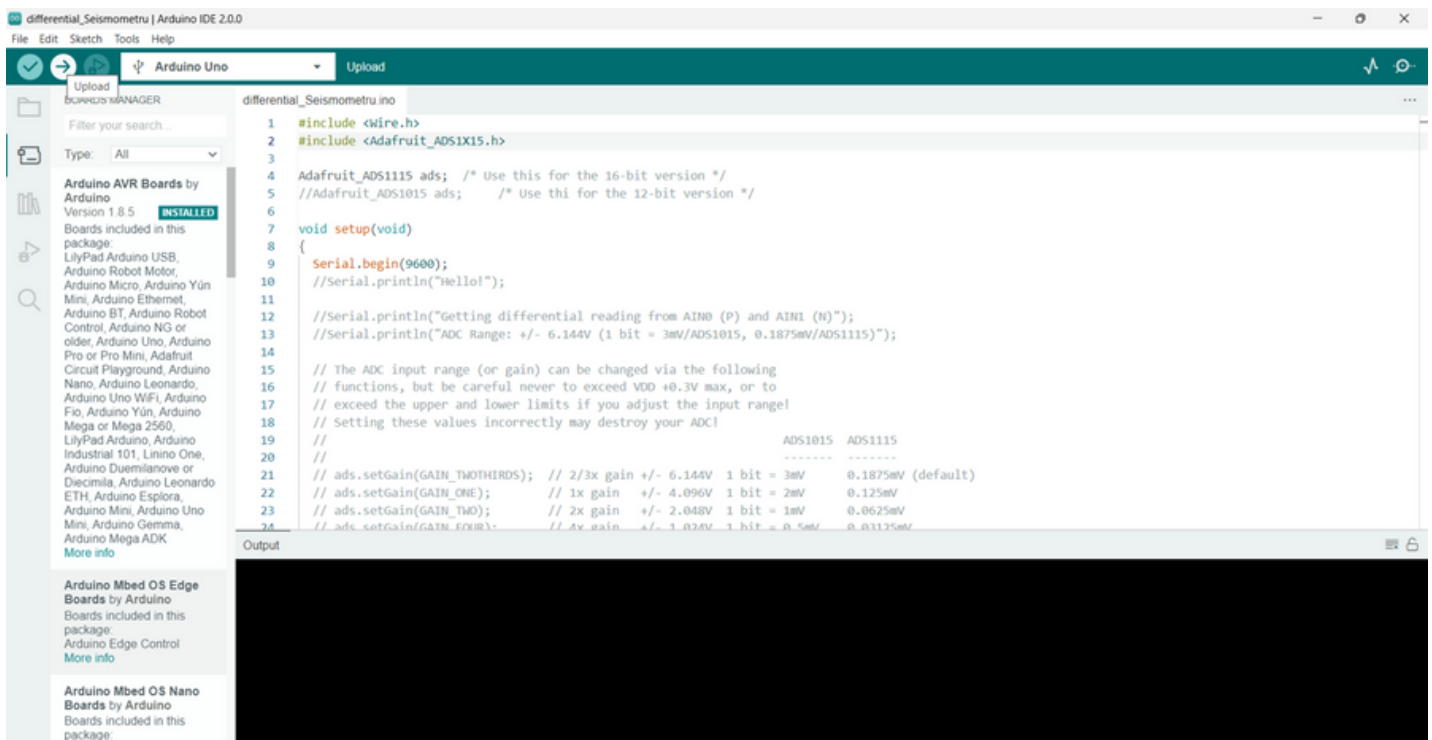 differential_Seismometru | Arduino IDE 2.0.0
File Edit Sketch Tools Help
Arduino Uno
Upload
Upload
BOARDS MANAGER
Filter your search...
Type: All
Arduino AVR Boards by
Arduino
Version 1.8.5 INSTALLED
Boards included in this
package:
LilyPad Arduino USB,
Arduino Robot Motor,
Arduino Micro, Arduino Yún
Mini, Arduino Ethernet,
Arduino BT, Arduino Robot
Control, Arduino NG or
older, Arduino Uno, Arduino
Pro or Pro Mini, Adafruit
Circuit Playground, Arduino
Nano, Arduino Leonardo,
Arduino Uno WiFi, Arduino
Fio, Arduino Yún, Arduino
Mega or Mega 2560,
LilyPad Arduino, Arduino
Industrial 101, Linino One,
Arduino Duemilanove or
Diecimila, Arduino Leonardo
ETH, Arduino Esplora,
Arduino Mini, Arduino Uno
Mini, Arduino Gemma,
Arduino Mega ADK
More info
Arduino Mbed OS Edge
Boards by Arduino
Boards included in this
package:
Arduino Edge Control
More info
Arduino Mbed OS Nano
Boards by Arduino
Boards included in this
package:
differential_Seismometru.ino
1 #include <Wire.h>
2 #include <Adafruit_ADS1X15.h>
3
4 Adafruit_ADS1115 ads; /* Use this for the 16-bit version */
5 //Adafruit_ADS1015 ads; /* Use thi for the 12-bit version */
6
7 void setup(void)
8 {
9 Serial.begin(9600);
10 //Serial.println("Hello!");
11
12 //Serial.println("Getting differential reading from AIN0 (P) and AIN1 (N)");
13 //Serial.println("ADC Range: +/- 6.144V (1 bit = 3mV/ADS1015, 0.1875mV/ADS1115)");
14
15 // The ADC input range (or gain) can be changed via the following
16 // functions, but be careful never to exceed VDD +0.3V max, or to
17 // exceed the upper and lower limits if you adjust the input range!
18 // Setting these values incorrectly may destroy your ADC!
19 // ADS1015 ADS1115
20 // ------- -------
21 // ads.setGain(GAIN_TWOTHIRDS); // 2/3x gain +/- 6.144V 1 bit = 3mV 0.1875mV (default)
22 // ads.setGain(GAIN_ONE); // 1x gain +/- 4.096V 1 bit = 2mV 0.125mV
23 // ads.setGain(GAIN_TWO); // 2x gain +/- 2.048V 1 bit = 1mV 0.0625mV
24 // ads.setGain(GAIN_FOUR); // 4x gain +/- 1.024V 1 bit = 0.5mV 0.03125mV
Output